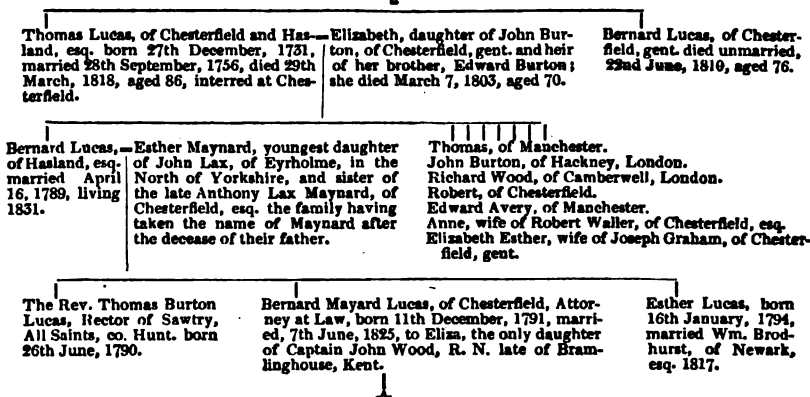 Thomas Lucas, of Chesterfield and Has-
land, esq. born 27th December, 1731,
married 28th September, 1756, died 29th
March, 1818, aged 86, interred at Ches-
terfield.
Elizabeth, daughter of John Bur-
ton, of Chesterfield, gent. and heir
of her brother, Edward Burton;
she died March 7, 1803, aged 70.
Bernard Lucas, of Chester-
field, gent. died unmarried,
22nd June, 1810, aged 76.
Bernard Lucas,
of Hasland, esq.
married April
16, 1789, living
1831.
Esther Maynard, youngest daughter
of John Lax, of Eyrholme, in the
North of Yorkshire, and sister of
the late Anthony Lax Maynard, of
Chesterfield, esq. the family having
taken the name of Maynard after
the decease of their father.
Thomas, of Manchester.
John Burton, of Hackney, London.
Richard Wood, of Camberwell, London.
Robert, of Chesterfield.
Edward Avery, of Manchester.
Anne, wife of Robert Waller, of Chesterfield, esq.
Elizabeth Esther, wife of Joseph Graham, of Chester-
field, gent.
The Rev. Thomas Burton
Lucas, Rector of Sawtry,
All Saints, co. Hunt. born
26th June, 1790.
Bernard Mayard Lucas, of Chesterfield, Attor-
ney at Law, born 11th December, 1791, marri-
ed, 7th June, 1825, to Eliza, the only daughter
of Captain John Wood, R. N. late of Bram-
linghouse, Kent.
Esther Lucas, born
16th January, 1794,
married Wm. Brod-
hurst, of Newark,
esq. 1817.